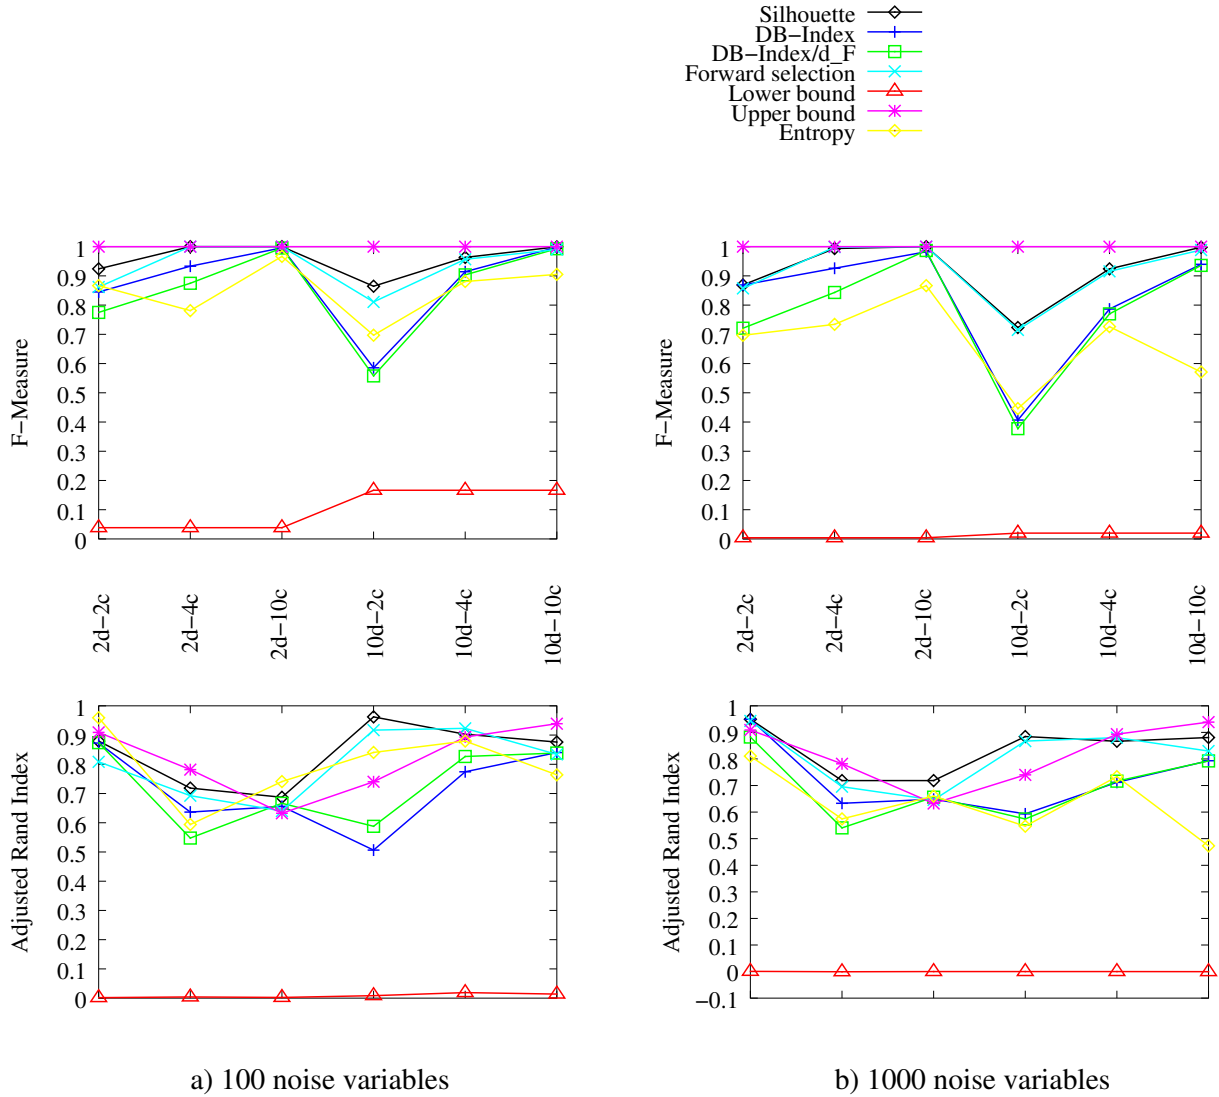 Silhouette
DB−Index
DB−Index/d_F
Forward selection
Lower bound
Upper bound
Entropy
F−Measure
1
0.9
0.8
0.7
0.6
0.5
0.4
0.3
0.2
0.1
0
2d−2c
2d−4c
2d−10c
10d−2c
10d−4c
10d−10c
F−Measure
1
0.9
0.8
0.7
0.6
0.5
0.4
0.3
0.2
0.1
0
2d−2c
2d−4c
2d−10c
10d−2c
10d−4c
10d−10c
Adjusted Rand Index
1
0.9
0.8
0.7
0.6
0.5
0.4
0.3
0.2
0.1
0
Adjusted Rand Index
1
0.9
0.8
0.7
0.6
0.5
0.4
0.3
0.2
0.1
0
−0.1
a) 100 noise variables
b) 1000 noise variables